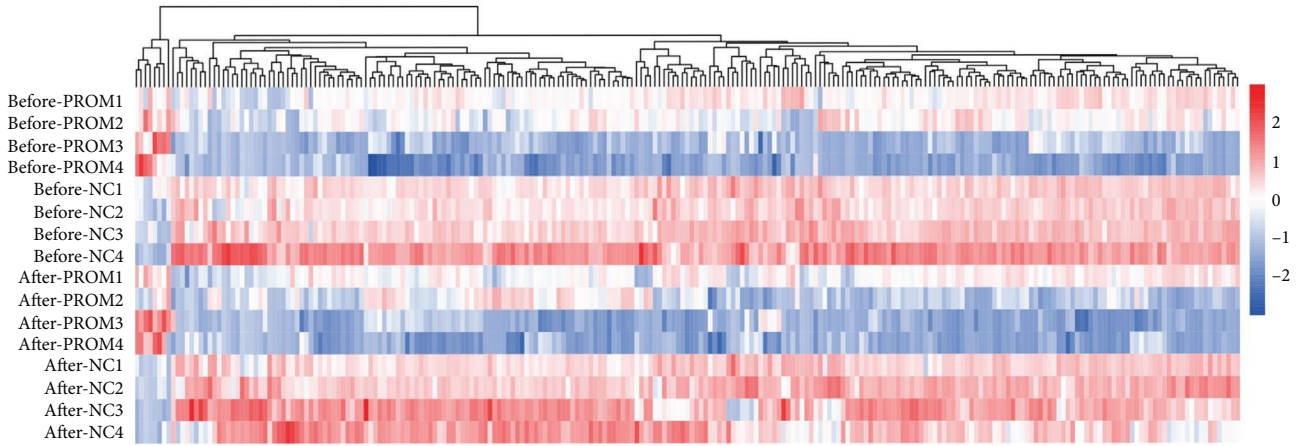 Before-PROM1
Before-PROM2
Before-PROM3
Before-PROM4
Before-NC1
Before-NC2
Before-NC3
Before-NC4
After-PROM1
After-PROM2
After-PROM3
After-PROM4
After-NC1
After-NC2
After-NC3
After-NC4
2
1
0
−1
−2